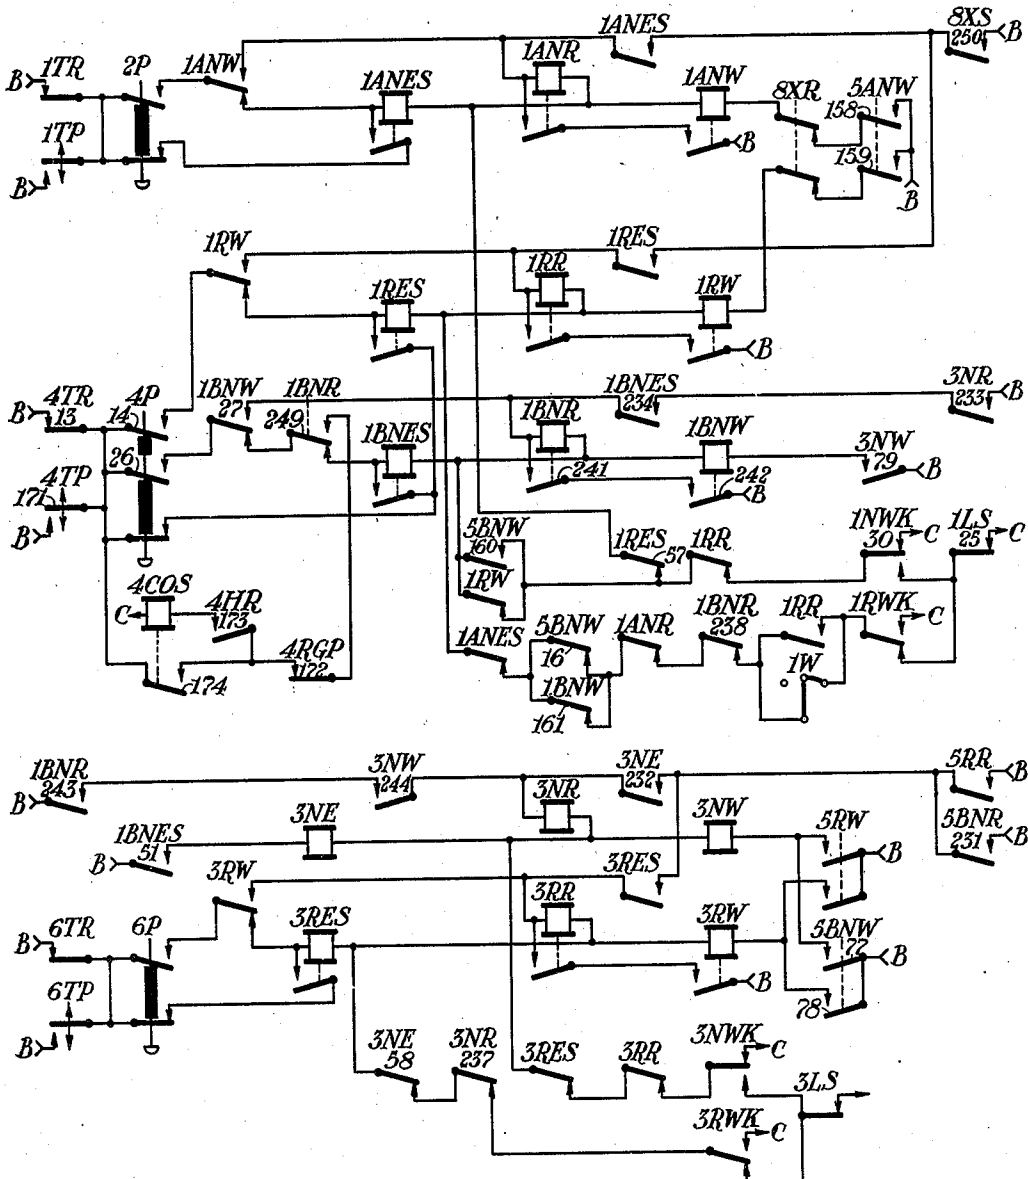 8XS
1ANES
250
B
1TR
2P
1ANW
1ANR
B
1ANES
1ANW
8XR
5ANW
158
1TP
B
159
B
B
1RW
1RES
1RR
1RES
1RW
B
4TR
4P
1BNW
1BNR
1BNES
3NR
B
13
14
27
249
1BNES
1BNR
234
1BNW
233
B
26
3NW
79
B
4TP
171
241
242
B
B
5BNW
160
1RES
57
1RR
1NWK
30
C
1LS
25
C
4COS
C
1RW
4HR
173
1ANES
5BNW
16
1ANR
1BNR
238
1RR
1RWK
C
4RGP
172
1W
174
1BNW
161
1BNR
243
B
3NW
244
3NE
232
5RR
B
3NR
1BNES
51
B
3NE
3NW
5RW
B
5BNR
231
B
3RW
3RES
6TR
B
6P
3RES
3RR
3RW
5BNW
72
B
6TP
B
B
78
3NE
58
3NR
237
3RES
3RR
3NWK
C
3LS
3RWK
C